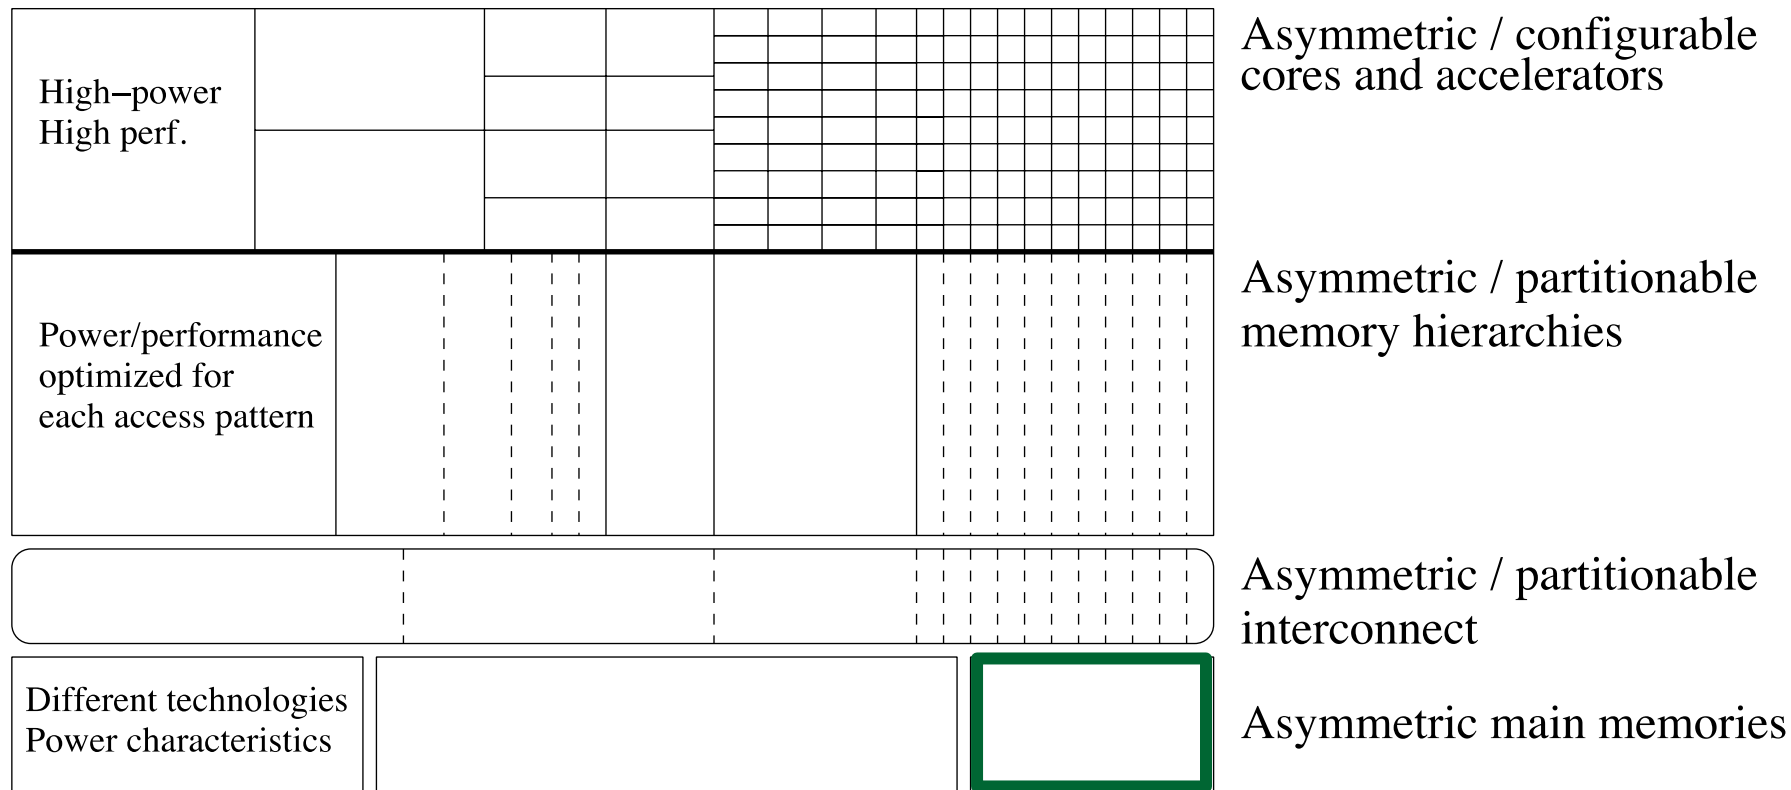 High−power
High perf.
Asymmetric / configurable
cores and accelerators
Power/performance
optimized for
each access pattern
Asymmetric / partitionable
memory hierarchies
Asymmetric / partitionable
interconnect
Different technologies
Power characteristics
Asymmetric main memories